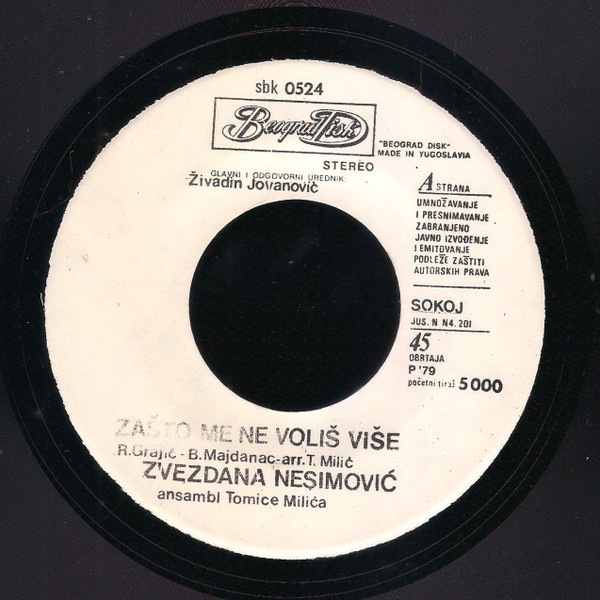 sbk 0524
Beograd Disk
"BEOGRAD DISK"
MADE IN YUGOSLAVIA
STEREO
GLAVNI I ODGOVORNI UREDNIK:
Živadin Jovanović
A STRANA
UMNOŽAVANJE
I PRESNIMAVANJE
ZABRANJENO
JAVNO IZVOĐENJE
I EMITOVANJE
PODLEŽE ZAŠTITI
AUTORSKIH PRAVA
SOKOJ
JUS. N N4. 201
45
OBRTAJA
P '79
početni tiraž 5000
ZAŠTO ME NE VOLIŠ VIŠE
R.Grajić - B.Majdanac-arr. T. Milić
ZVEZDANA NESIMOVIĆ
ansambl Tomice Milića